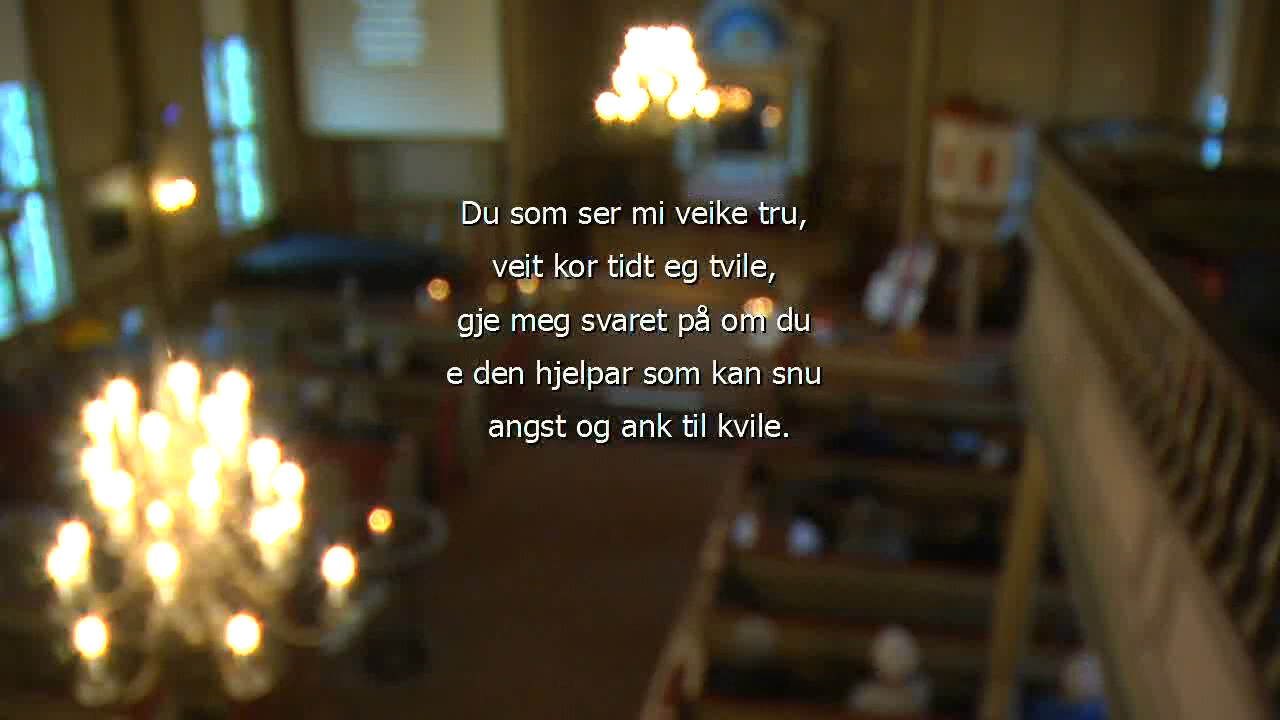 Du som ser mi veike tru,
veit kor tidt eg tvile,
gje meg svaret på om du
e den hjelpar som kan snu
angst og ank til kvile.